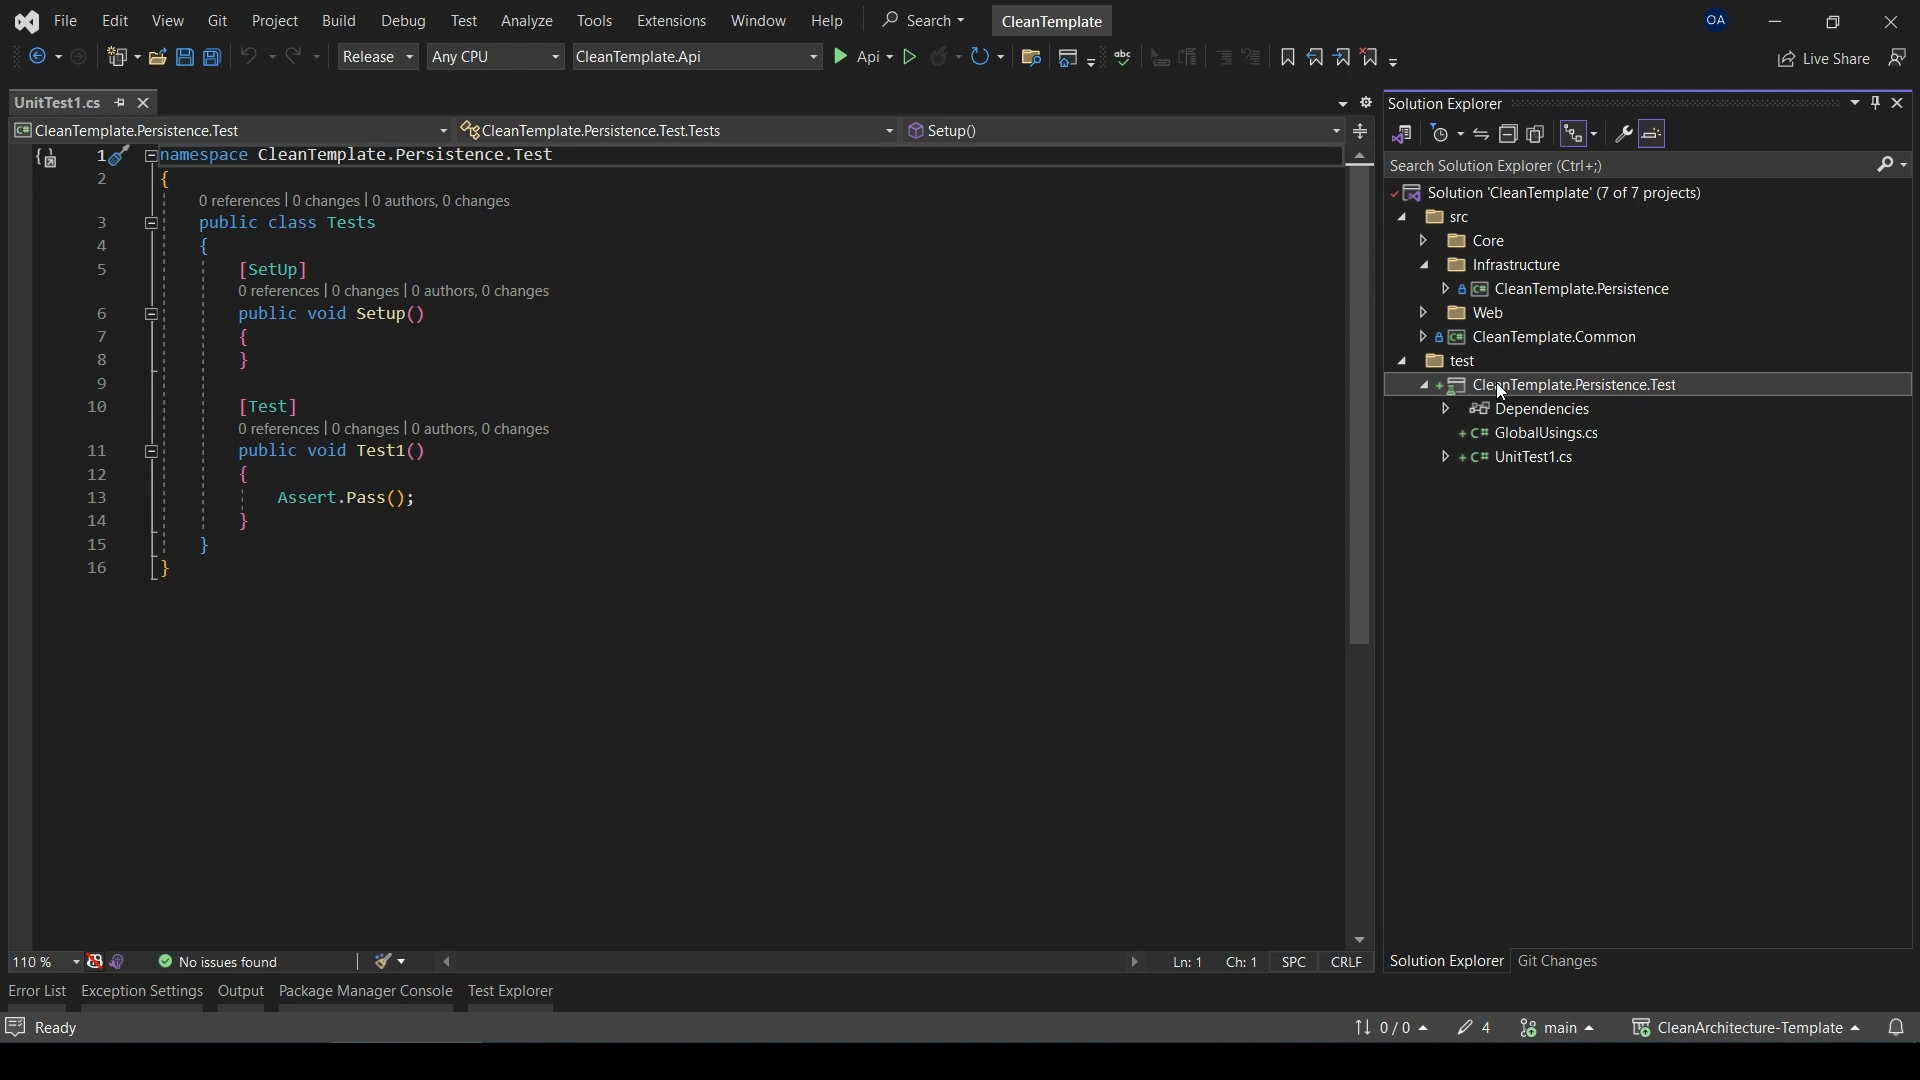 File Edit View Git Project Build Debug Test Analyze Tools Extensions Window Help Search CleanTemplate OA
Release Any CPU CleanTemplate.Api Api abc Live Share
UnitTest1.cs
CleanTemplate.Persistence.Test CleanTemplate.Persistence.Test.Tests Setup()
1 namespace CleanTemplate.Persistence.Test
2 {
0 references | 0 changes | 0 authors, 0 changes
3 public class Tests
4 {
5 [SetUp]
0 references | 0 changes | 0 authors, 0 changes
6 public void Setup()
7 {
8 }
9
10 [Test]
0 references | 0 changes | 0 authors, 0 changes
11 public void Test1()
12 {
13 Assert.Pass();
14 }
15 }
16 }
110 % No issues found Ln: 1 Ch: 1 SPC CRLF
Solution Explorer
Search Solution Explorer (Ctrl+;)
Solution 'CleanTemplate' (7 of 7 projects)
src
Core
Infrastructure
C# CleanTemplate.Persistence
Web
C# CleanTemplate.Common
test
+ CleanTemplate.Persistence.Test
Dependencies
+ C# GlobalUsings.cs
+ C# UnitTest1.cs
Solution Explorer Git Changes
Error List Exception Settings Output Package Manager Console Test Explorer
Ready 0 / 0 4 main CleanArchitecture-Template